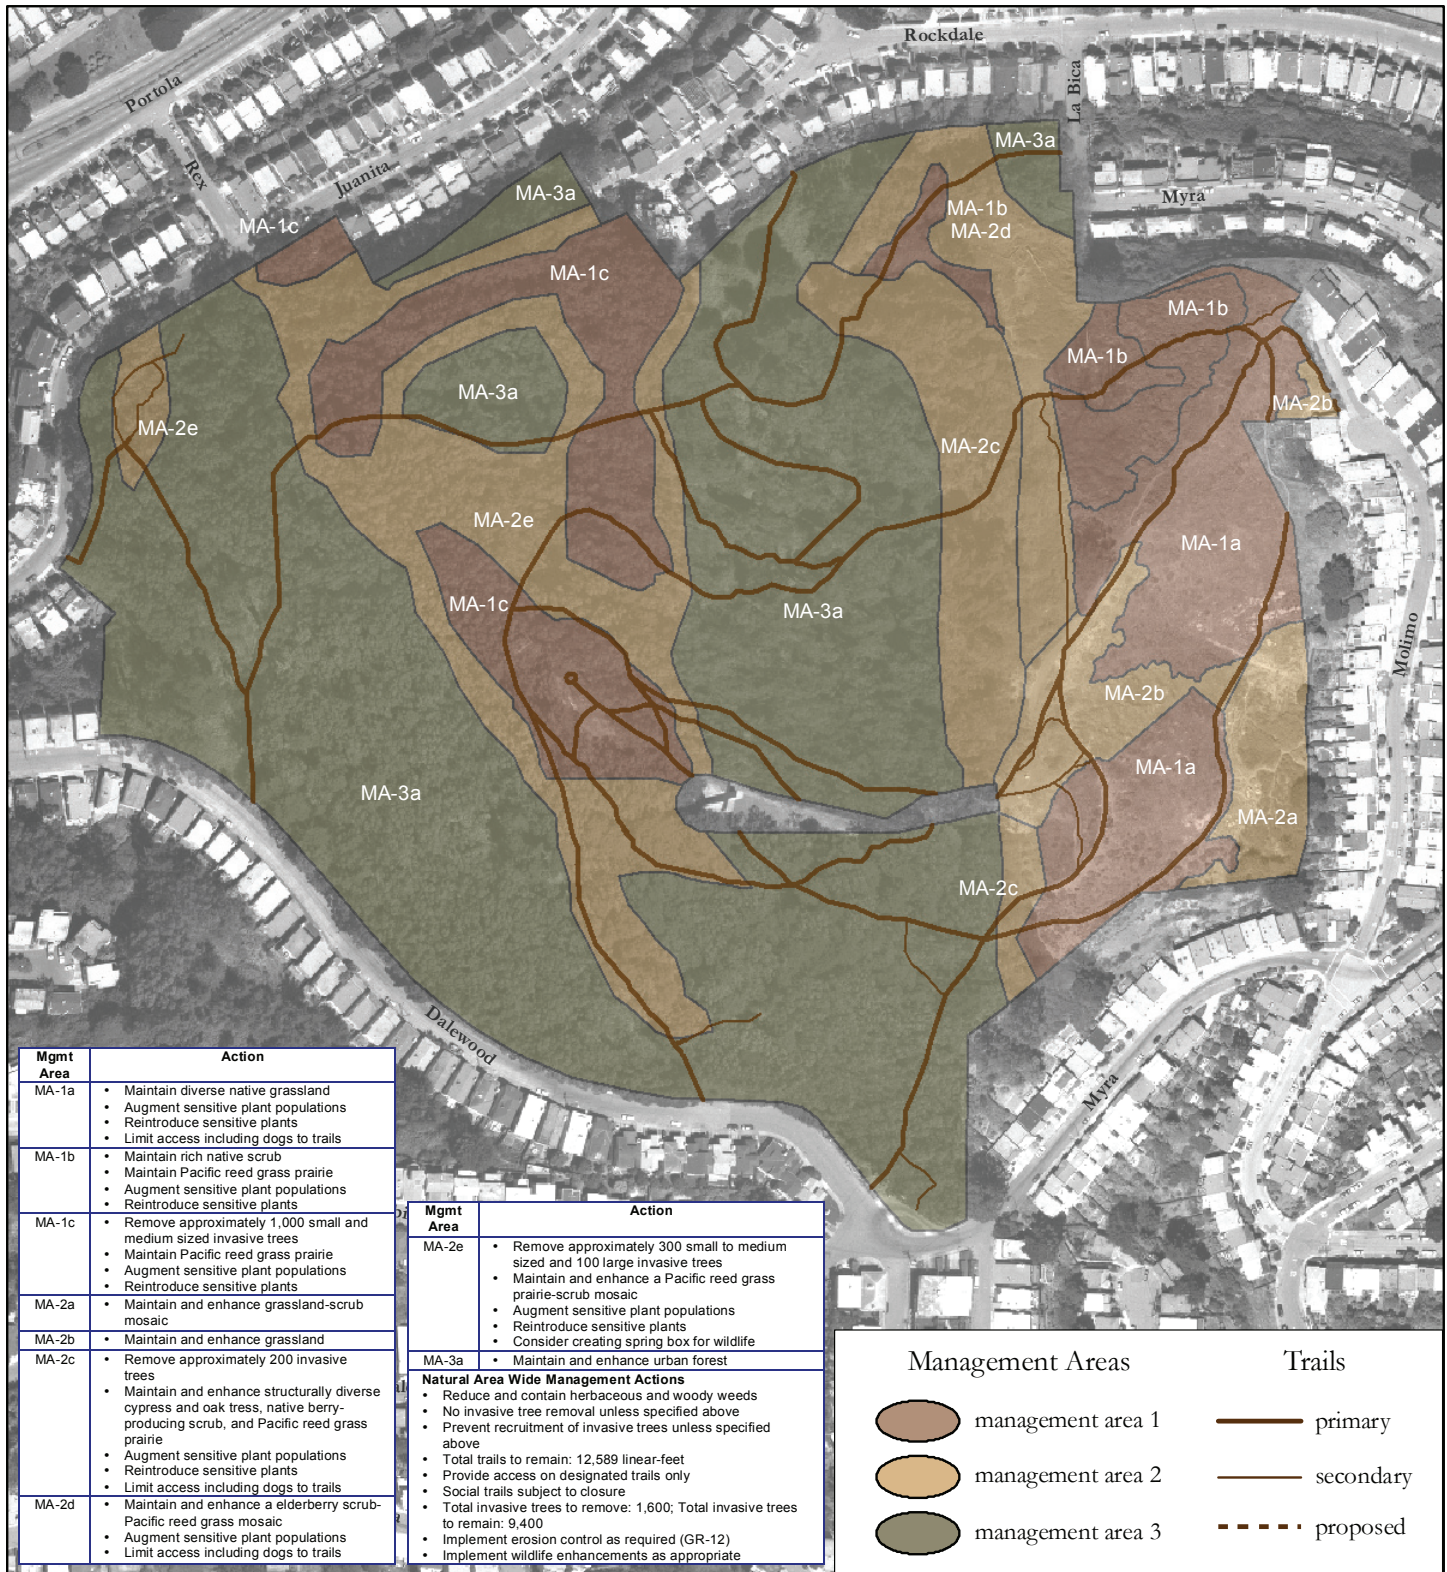 Rockdale
La Bica
Portola
Rex
Juanita
MA-3a
MA-3a
Myra
MA-1c
MA-1b
MA-2d
MA-1c
MA-1b
MA-1b
MA-3a
MA-2b
MA-2e
MA-2c
MA-2e
MA-1a
MA-1c
MA-3a
Molimo
MA-2b
MA-1a
MA-3a
MA-2a
MA-2c
Dalewood
Myra
Mgmt Area
Action
MA-1a
• Maintain diverse native grassland
• Augment sensitive plant populations
• Reintroduce sensitive plants
• Limit access including dogs to trails
MA-1b
• Maintain rich native scrub
• Maintain Pacific reed grass prairie
• Augment sensitive plant populations
• Reintroduce sensitive plants
MA-1c
• Remove approximately 1,000 small and
medium sized invasive trees
• Maintain Pacific reed grass prairie
• Augment sensitive plant populations
• Reintroduce sensitive plants
MA-2a
• Maintain and enhance grassland-scrub
mosaic
MA-2b
• Maintain and enhance grassland
MA-2c
• Remove approximately 200 invasive
trees
• Maintain and enhance structurally diverse
cypress and oak tress, native berry-
producing scrub, and Pacific reed grass
prairie
• Augment sensitive plant populations
• Reintroduce sensitive plants
• Limit access including dogs to trails
MA-2d
• Maintain and enhance a elderberry scrub-
Pacific reed grass mosaic
• Augment sensitive plant populations
• Limit access including dogs to trails
Mgmt Area
Action
MA-2e
• Remove approximately 300 small to medium
sized and 100 large invasive trees
• Maintain and enhance a Pacific reed grass
prairie-scrub mosaic
• Augment sensitive plant populations
• Reintroduce sensitive plants
• Consider creating spring box for wildlife
MA-3a
• Maintain and enhance urban forest
Natural Area Wide Management Actions
• Reduce and contain herbaceous and woody weeds
• No invasive tree removal unless specified above
• Prevent recruitment of invasive trees unless specified
above
• Total trails to remain: 12,589 linear-feet
• Provide access on designated trails only
• Social trails subject to closure
• Total invasive trees to remove: 1,600; Total invasive trees
to remain: 9,400
• Implement erosion control as required (GR-12)
• Implement wildlife enhancements as appropriate
Management Areas
management area 1
management area 2
management area 3
Trails
primary
secondary
proposed